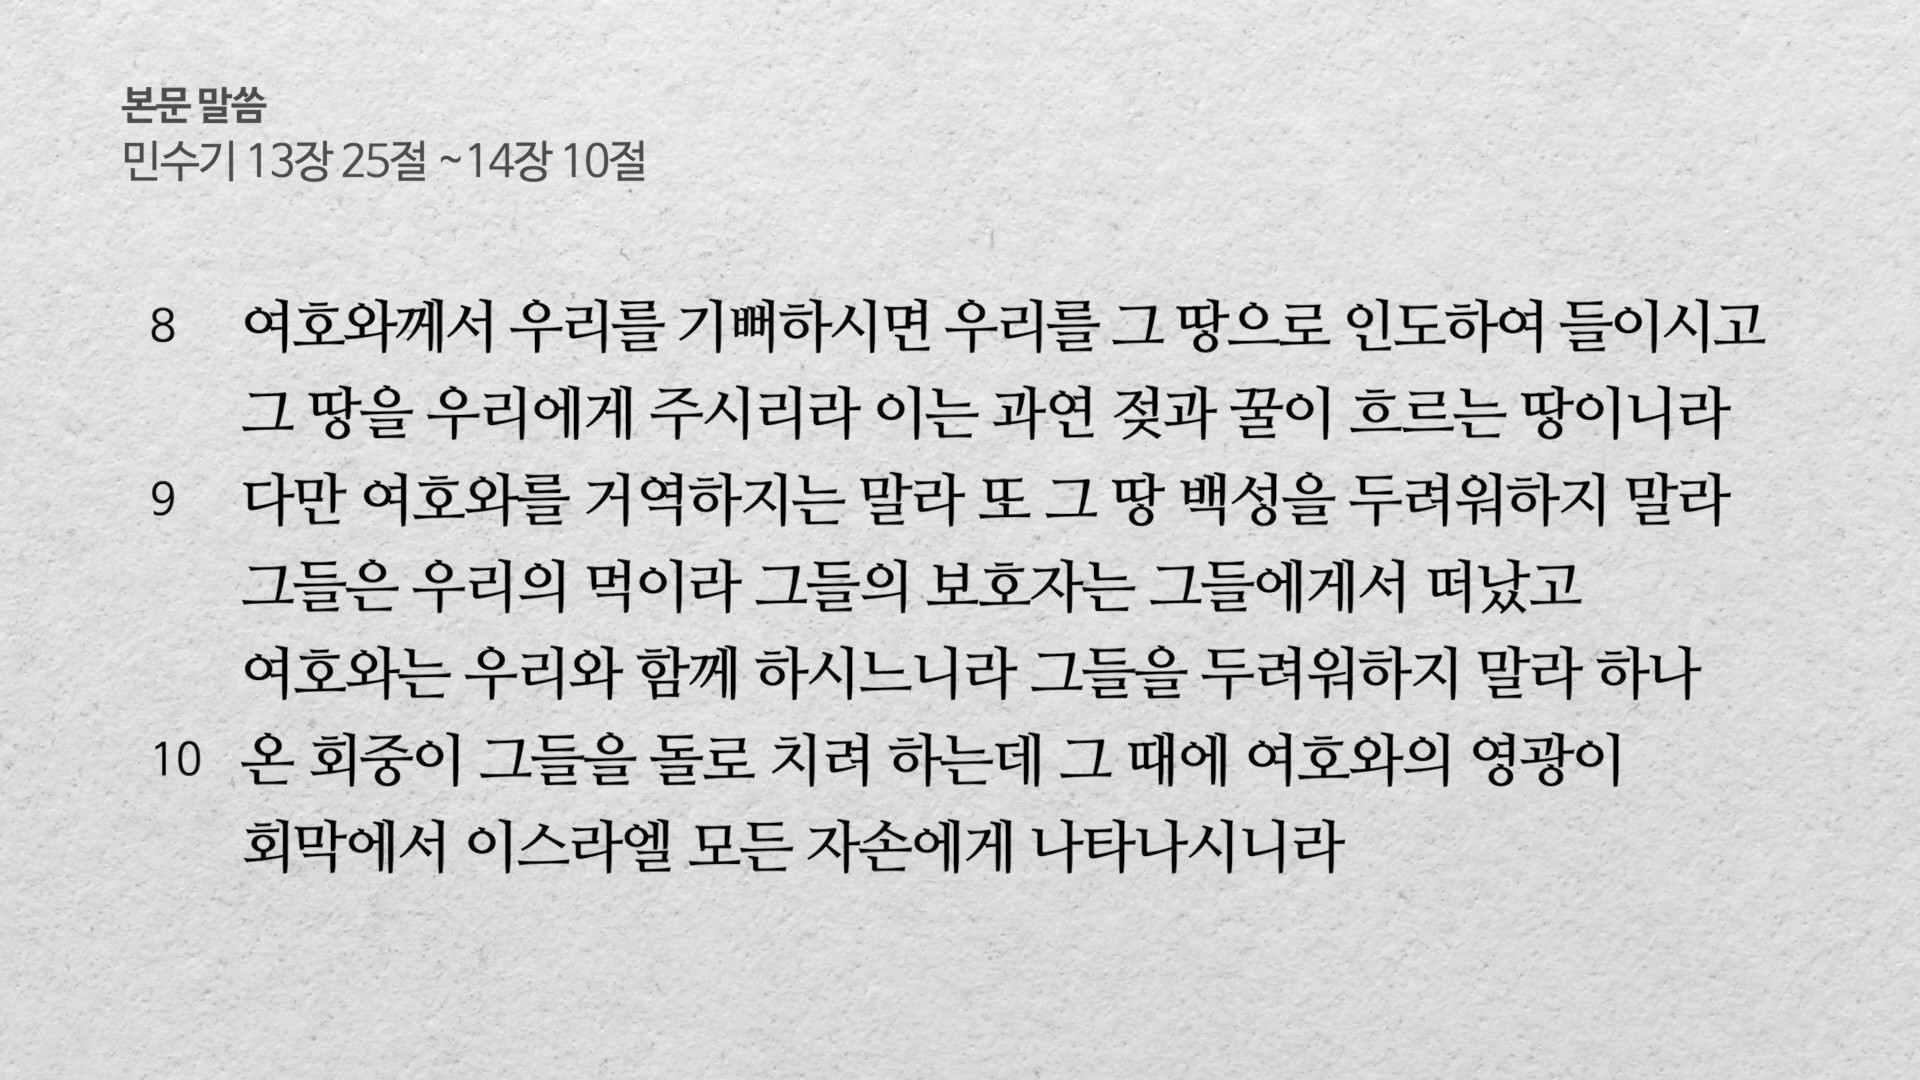 본문 말씀
민수기 13장 25절 ~14장 10절
8 여호와께서 우리를 기뻐하시면 우리를 그 땅으로 인도하여 들이시고
그 땅을 우리에게 주시리라 이는 과연 젖과 꿀이 흐르는 땅이니라
9 다만 여호와를 거역하지는 말라 또 그 땅 백성을 두려워하지 말라
그들은 우리의 먹이라 그들의 보호자는 그들에게서 떠났고
여호와는 우리와 함께 하시느니라 그들을 두려워하지 말라 하나
10 온 회중이 그들을 돌로 치려 하는데 그 때에 여호와의 영광이
회막에서 이스라엘 모든 자손에게 나타나시니라